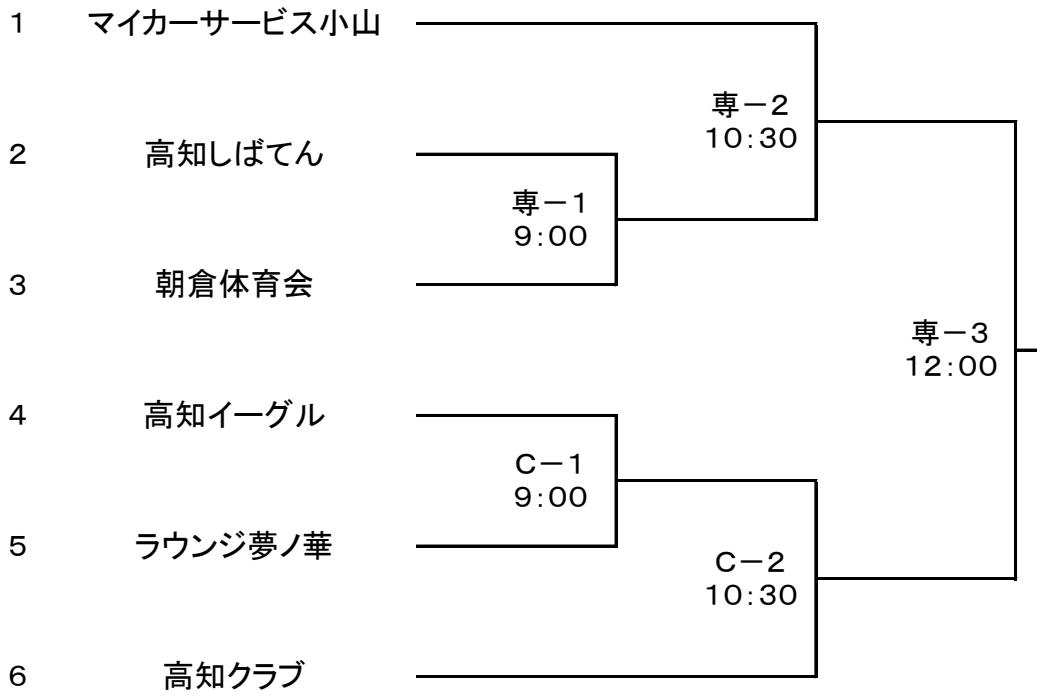 1 マイカーサービス小山
専－2
10:30
2 高知しばてん
専－1
9:00
3 朝倉体育会
専－3
12:00
4 高知イーグル
C－1
9:00
5 ラウンジ夢ノ華
C－2
10:30
6 高知クラブ